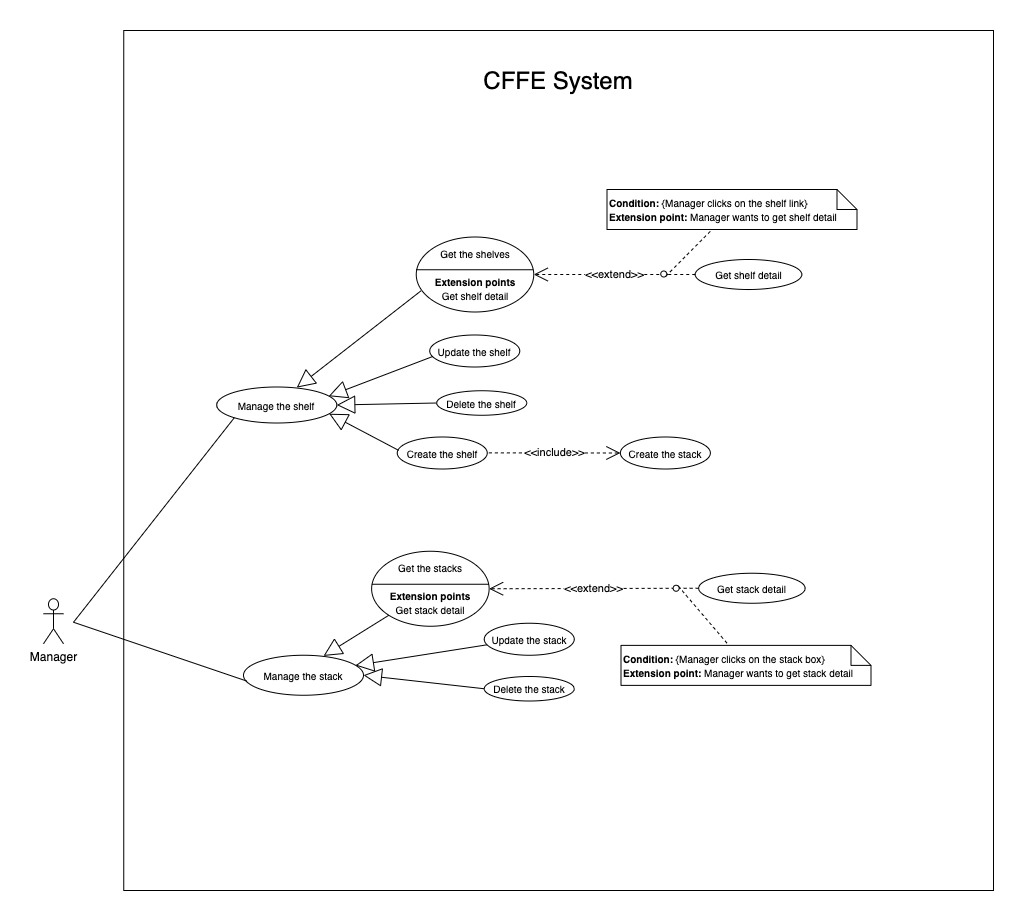 CFFE System
Condition: {Manager clicks on the shelf link}
Extension point: Manager wants to get shelf detail
Get the shelves
Extension points
Get shelf detail
<<extend>>
Get shelf detail
Update the shelf
Manage the shelf
Delete the shelf
Create the shelf
<<include>>
Create the stack
Get the stacks
Extension points
Get stack detail
<<extend>>
Get stack detail
Manager
Update the stack
Manage the stack
Delete the stack
Condition: {Manager clicks on the stack box}
Extension point: Manager wants to get stack detail